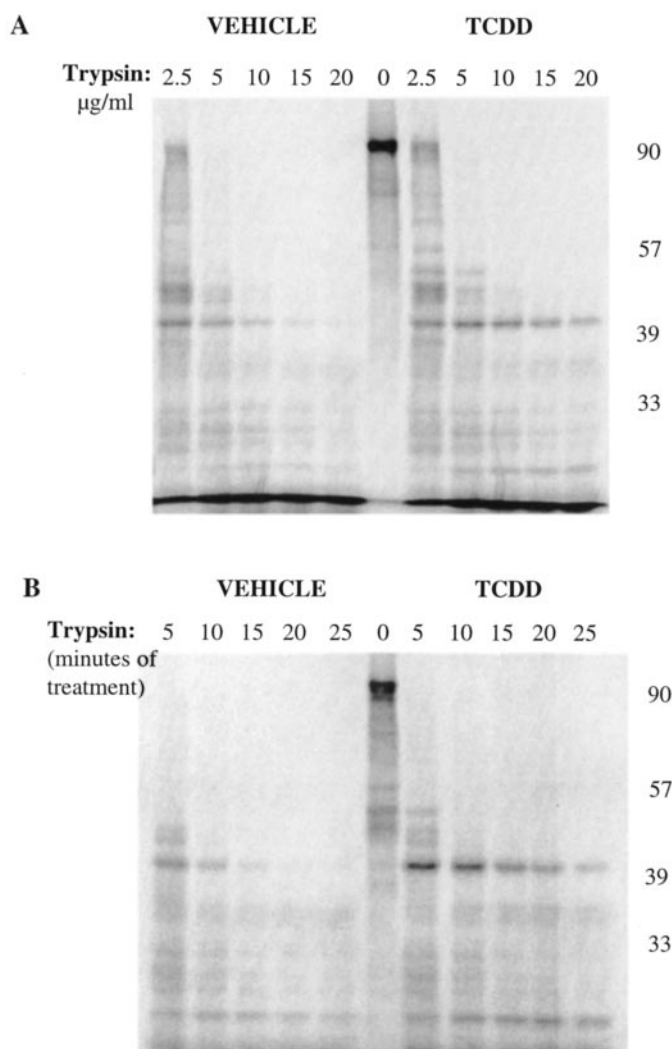 A
VEHICLE TCDD
Trypsin: 2.5 5 10 15 20 0 2.5 5 10 15 20
µg/ml
90
57
39
33
B
VEHICLE TCDD
Trypsin: 5 10 15 20 25 0 5 10 15 20 25
(minutes of
treatment)
90
57
39
33